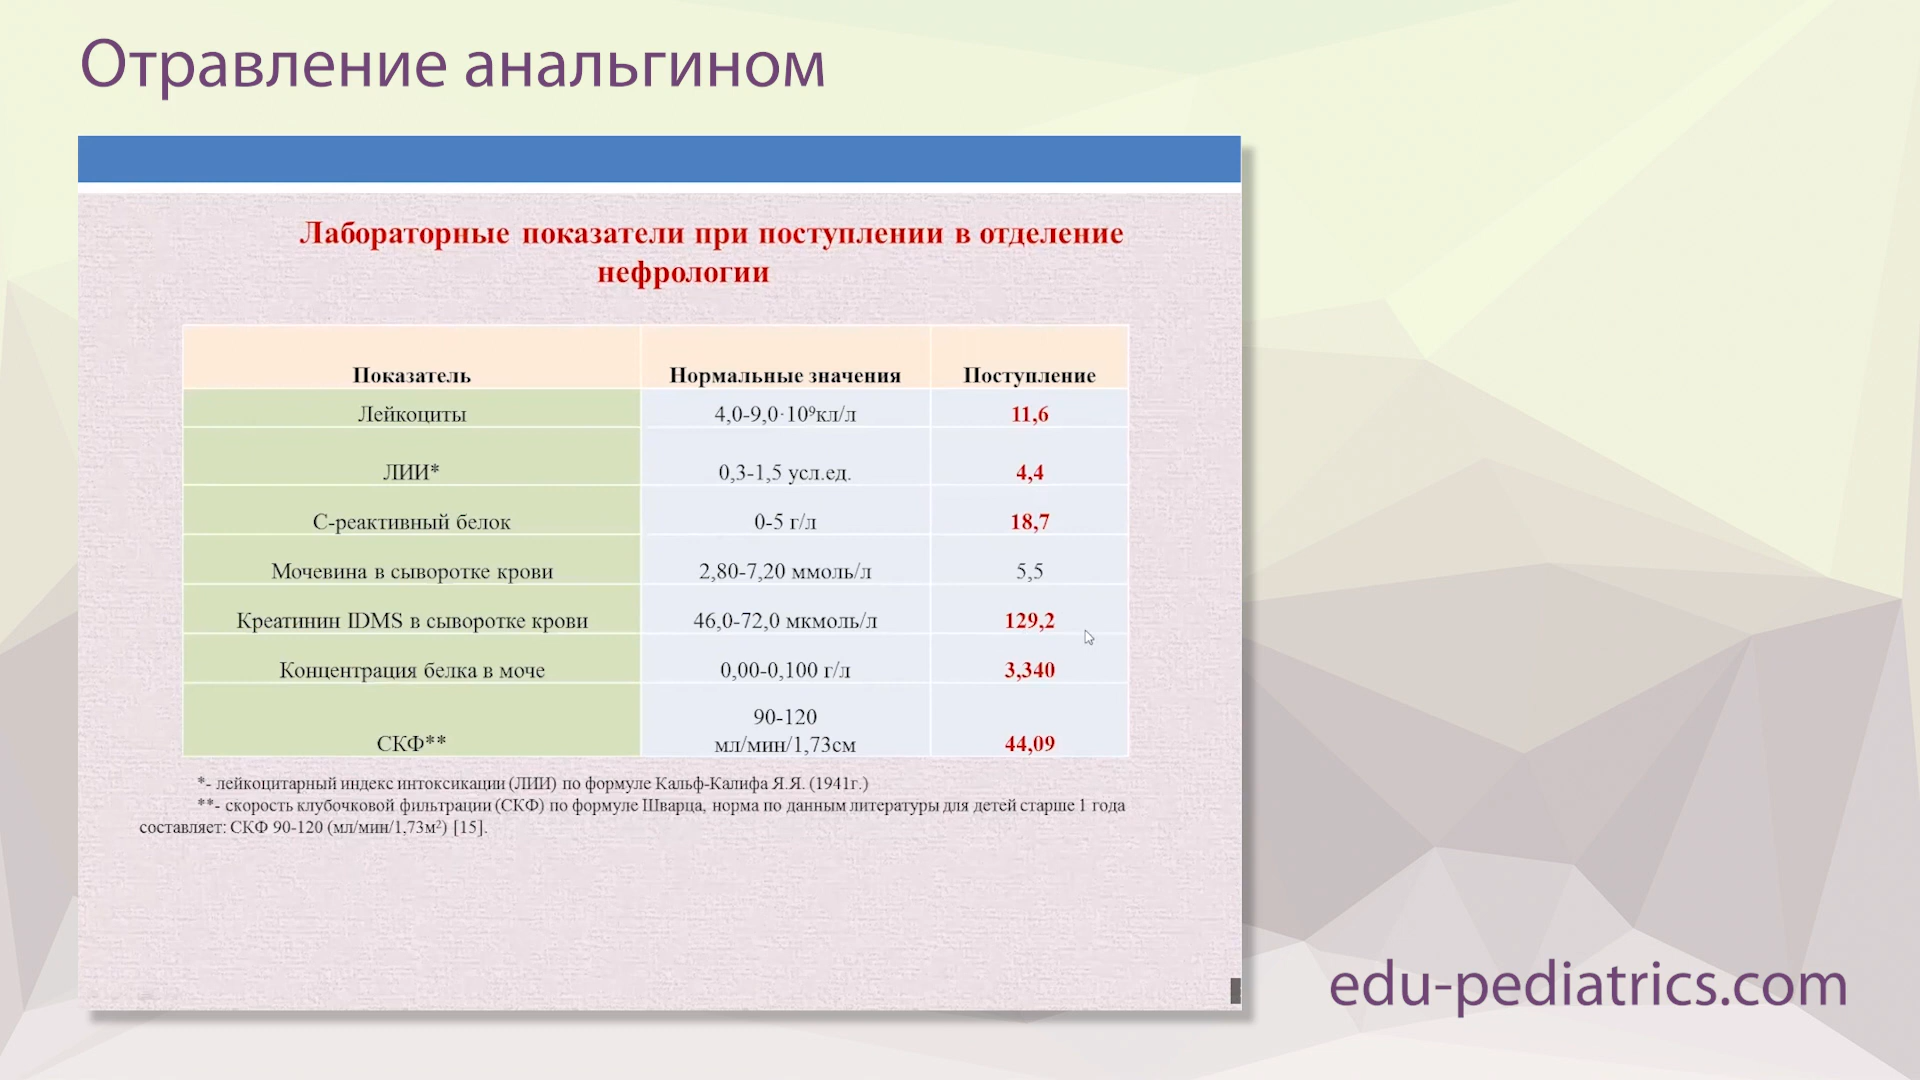 Отравление анальгином
Лабораторные показатели при поступлении в отделение
нефрологии
Показатель Нормальные значения Поступление
Лейкоциты 4,0-9,0·10⁹кл/л 11,6
ЛИИ* 0,3-1,5 усл.ед. 4,4
С-реактивный белок 0-5 г/л 18,7
Мочевина в сыворотке крови 2,80-7,20 ммоль/л 5,5
Креатинин IDMS в сыворотке крови 46,0-72,0 мкмоль/л 129,2
Концентрация белка в моче 0,00-0,100 г/л 3,340
90-120
СКФ** мл/мин/1,73см 44,09
*- лейкоцитарный индекс интоксикации (ЛИИ) по формуле Кальф-Калифа Я.Я. (1941г.)
**- скорость клубочковой фильтрации (СКФ) по формуле Шварца, норма по данным литературы для детей старше 1 года
составляет: СКФ 90-120 (мл/мин/1,73м²) [15].
edu-pediatrics.com